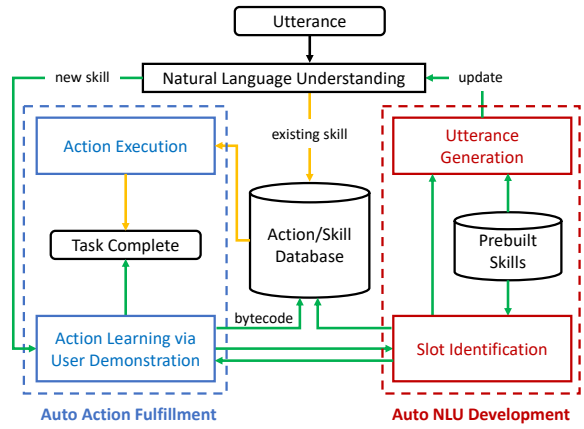 Utterance
new skill
Natural Language Understanding
update
Action Execution
existing skill
Utterance
Generation
Task Complete
Action/Skill
Database
Prebuilt
Skills
bytecode
Action Learning via
User Demonstration
Slot Identification
Auto Action Fulfillment
Auto NLU Development